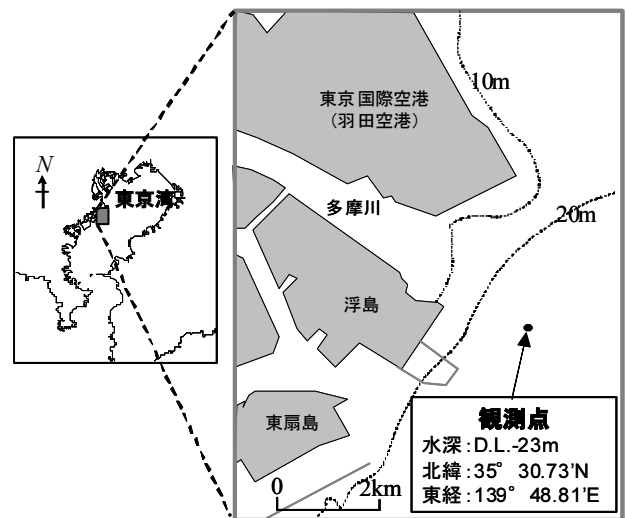 N
東京湾
東京国際空港
(羽田空港)
10m
多摩川
20m
浮島
東扇島
観測点
水深:D.L.-23m
北緯:35° 30.73'N
東経:139° 48.81'E
0 2km